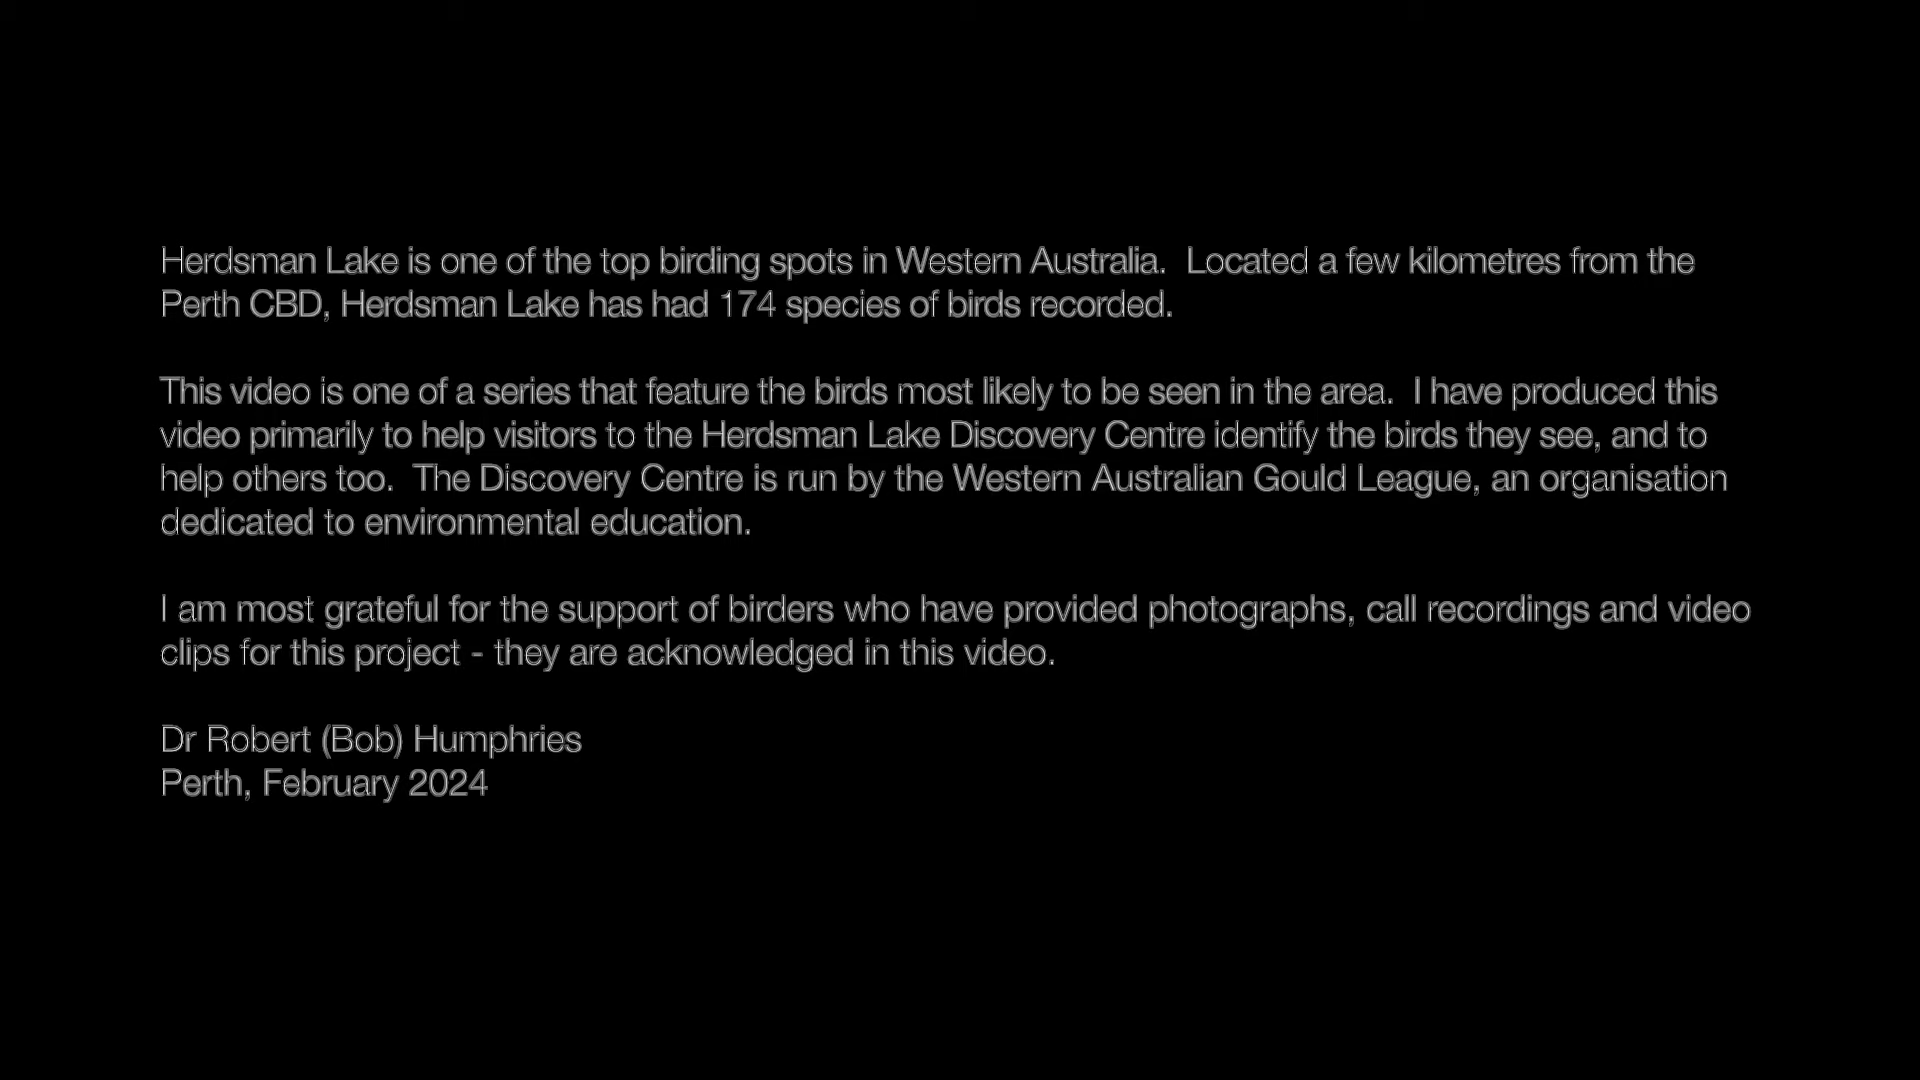 Herdsman Lake is one of the top birding spots in Western Australia.  Located a few kilometres from the
Perth CBD, Herdsman Lake has had 174 species of birds recorded.
This video is one of a series that feature the birds most likely to be seen in the area.  I have produced this
video primarily to help visitors to the Herdsman Lake Discovery Centre identify the birds they see, and to
help others too.  The Discovery Centre is run by the Western Australian Gould League, an organisation
dedicated to environmental education.
I am most grateful for the support of birders who have provided photographs, call recordings and video
clips for this project - they are acknowledged in this video.
Dr Robert (Bob) Humphries
Perth, February 2024